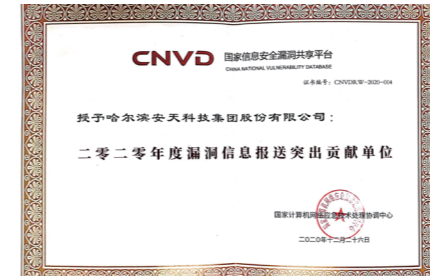 CNVD 国家信息安全漏洞共享平台
CHINA NATIONAL VULNERABILITY DATABASE
证书编号：CNVDKW-2020-004
授予哈尔滨安天科技集团股份有限公司：
二零二零年度漏洞信息报送突出贡献单位
国家计算机网络应急技术处理协调中心
二〇二〇年十二月二十六日